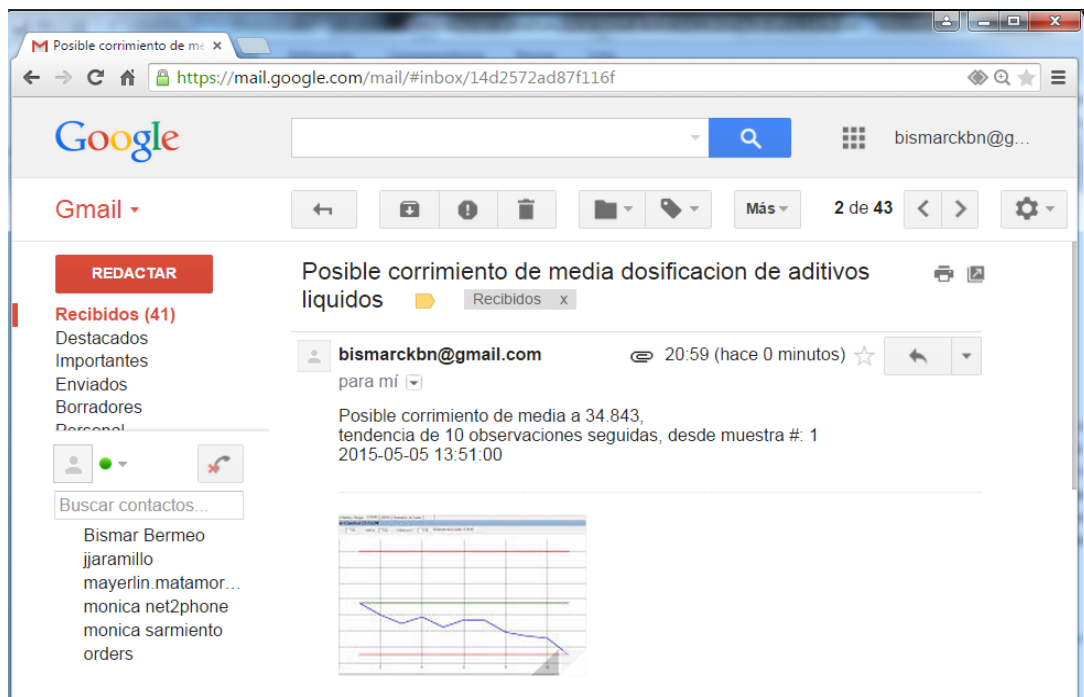 Posible corrimiento de me
https://mail.google.com/mail/#inbox/14d2572ad87f116f
Google
bismarckbn@g...
Gmail
Más
2 de 43
REDACTAR
Posible corrimiento de media dosificacion de aditivos
liquidos
Recibidos x
Recibidos (41)
Destacados
Importantes
Enviados
Borradores
Personal
bismarckbn@gmail.com
20:59 (hace 0 minutos)
para mí
Posible corrimiento de media a 34.843,
tendencia de 10 observaciones seguidas, desde muestra #: 1
2015-05-05 13:51:00
Buscar contactos...
Bismar Bermeo
jjaramillo
mayerlin.matamor...
monica net2phone
monica sarmiento
orders